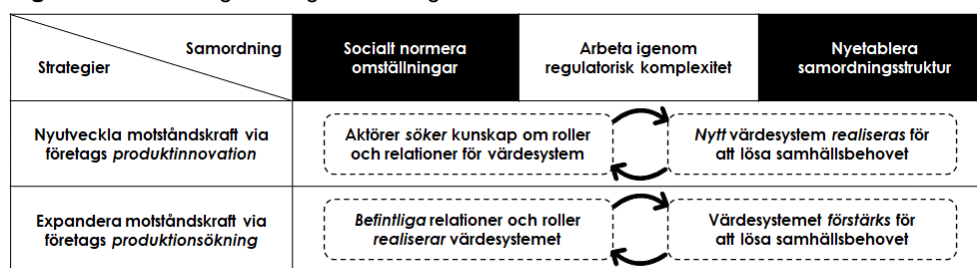 Samordning
Strategier
Socialt normera
omställningar
Arbeta igenom
regulatorisk komplexitet
Nyetablera
samordningsstruktur
Nyutveckla motståndskraft via
företags produktinnovation
Aktörer söker kunskap om roller
och relationer för värdesystem
Nytt värdesystem realiseras för
att lösa samhällsbehovet
Expandera motståndskraft via
företags produktionsökning
Befintliga relationer och roller
realiserar värdesystemet
Värdesystemet förstärks för
att lösa samhällsbehovet